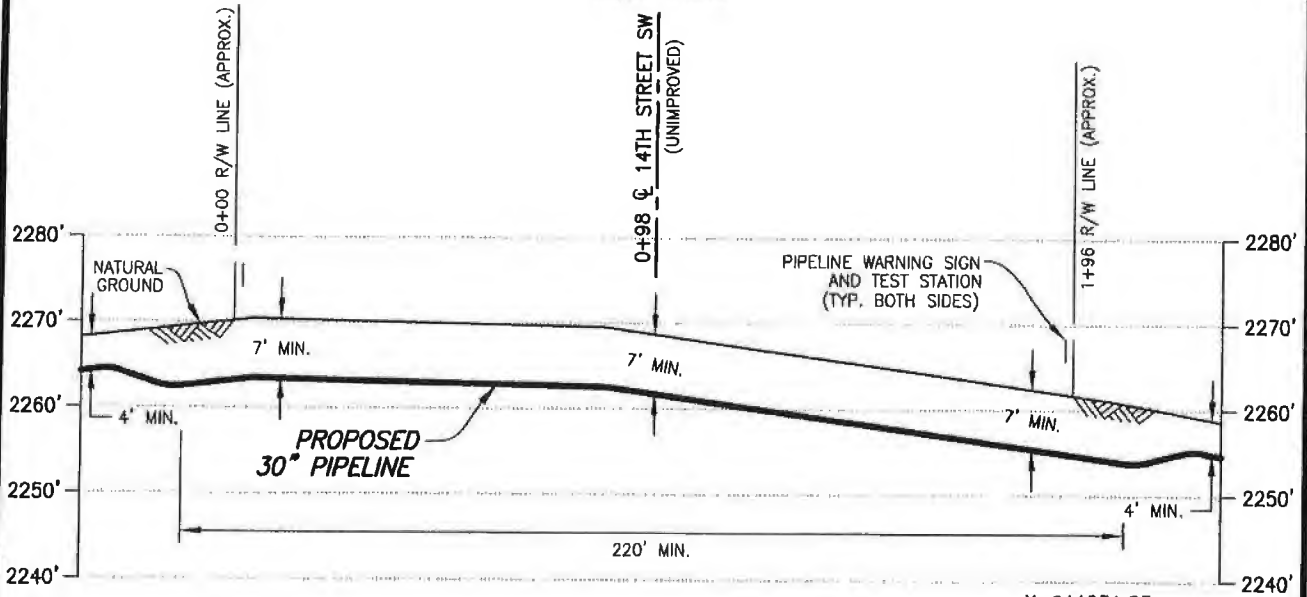 0+00 R/W LINE (APPROX.)
0+98 ℄ 14TH STREET SW
(UNIMPROVED)
1+96 R/W LINE (APPROX.)
2280'
2280'
NATURAL
GROUND
PIPELINE WARNING SIGN
AND TEST STATION
(TYP. BOTH SIDES)
2270'
2270'
7' MIN.
7' MIN.
7' MIN.
2260'
2260'
4' MIN.
PROPOSED
30" PIPELINE
2250'
2250'
4' MIN.
220' MIN.
2240'
2240'